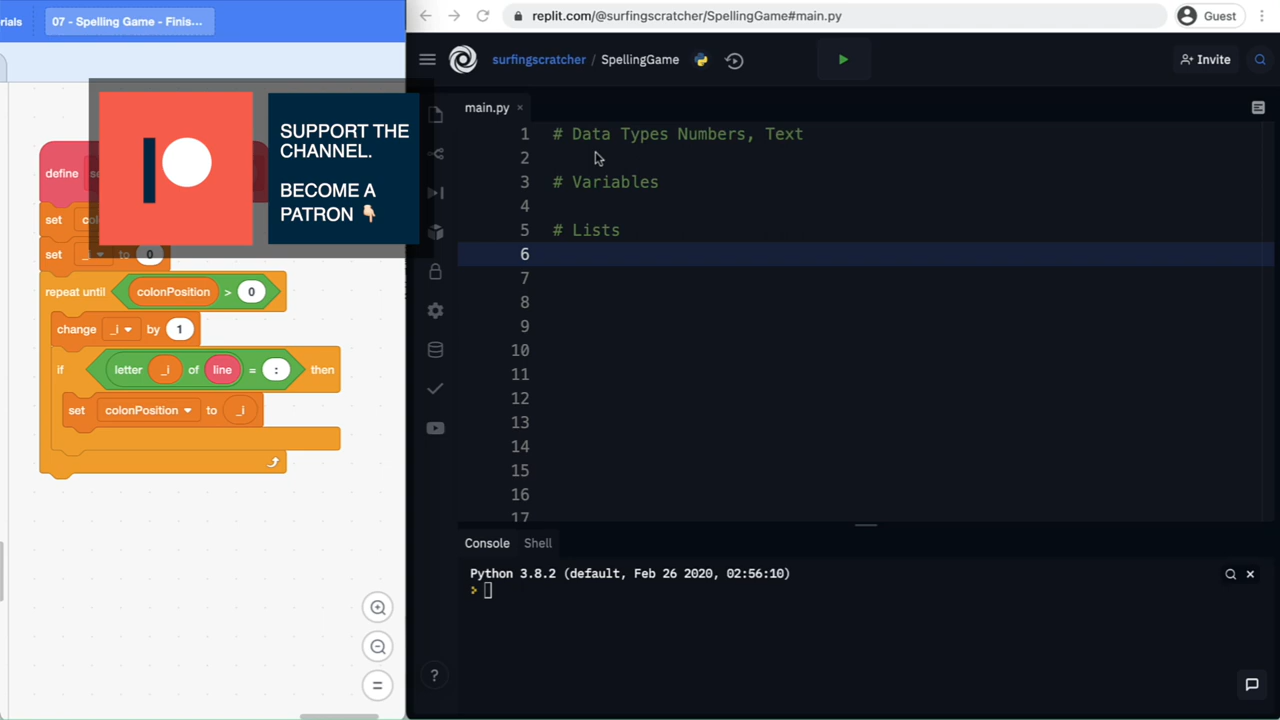 rials
07 - Spelling Game - Finis...
replit.com/@surfingscratcher/SpellingGame#main.py
Guest
surfingscratcher / SpellingGame
Invite
main.py ×
SUPPORT THE
CHANNEL.
BECOME A
PATRON 👇🏻
define
set
set _i to 0
repeat until colonPosition > 0
change _i by 1
if letter _i of line = : then
set colonPosition to _i
1 # Data Types Numbers, Text
2
3 # Variables
4
5 # Lists
6
7
8
9
10
11
12
13
14
15
16
17
Console Shell
Python 3.8.2 (default, Feb 26 2020, 02:56:10)